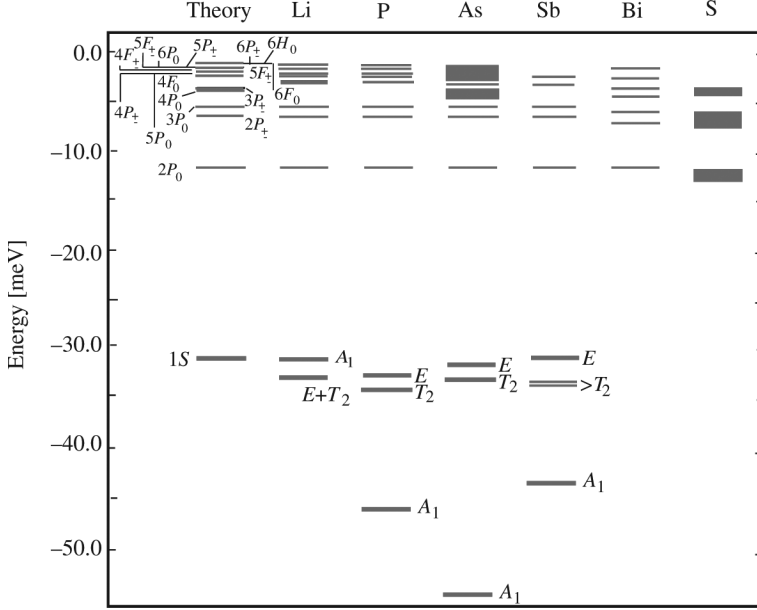 Theory Li P As Sb Bi S
0.0
−10.0
−20.0
−30.0
−40.0
−50.0
Energy [meV]
5F± 5P± 6P± 6H0
4F± 6P0
5F±
4F0 6F0
4P0 3P±
4P± 3P0 2P±
5P0
2P0
1S
A1
E+T2
E
T2
A1
E
T2
A1
E
>T2
A1